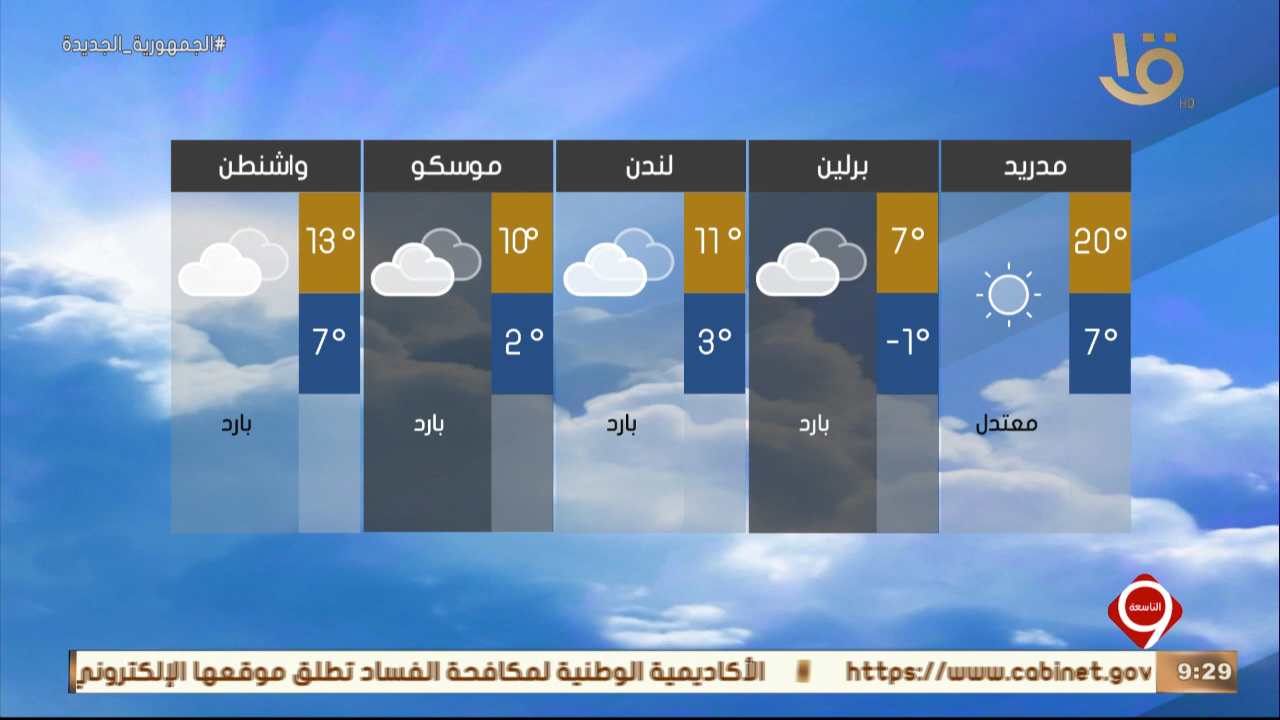 #الجمهورية_الجديدة
HD
مدريد
20°
7°
معتدل
برلين
7°
-1°
بارد
لندن
11°
3°
بارد
موسكو
10°
2°
بارد
واشنطن
13°
7°
بارد
التاسعة
9
9:29
https://www.cabinet.gov
الأكاديمية الوطنية لمكافحة الفساد تطلق موقعها الإلكتروني